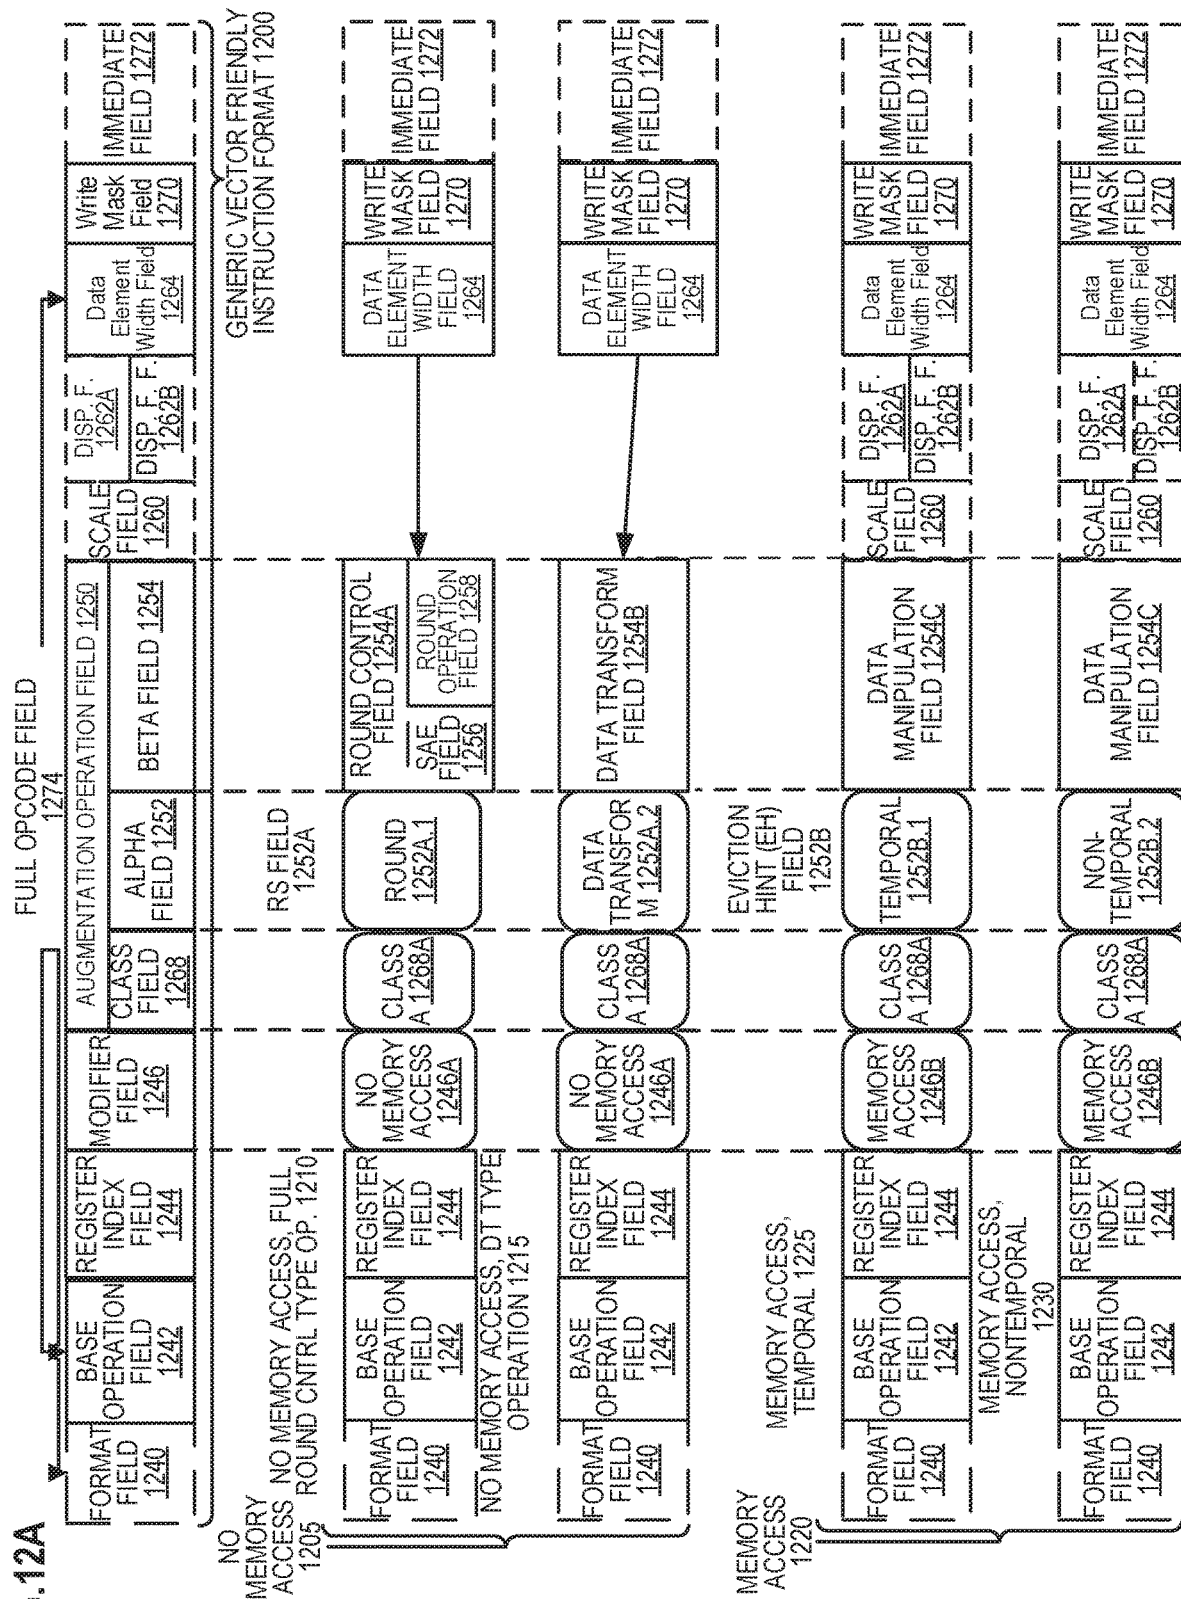 .12A
FULL OPCODE FIELD
1274
FORMAT
FIELD
1240
BASE
OPERATION
FIELD
1242
REGISTER
INDEX
FIELD
1244
MODIFIER
FIELD
1246
AUGMENTATION OPERATION FIELD 1250
CLASS
FIELD
1268
ALPHA
FIELD 1252
BETA FIELD 1254
SCALE
FIELD
1260
DISP. F.
1262A
DISP. F. F.
1262B
Data
Element
Width Field
1264
Write
Mask
Field
1270
IMMEDIATE
FIELD 1272
GENERIC VECTOR FRIENDLY
INSTRUCTION FORMAT 1200
NO
MEMORY
ACCESS
1205
NO MEMORY ACCESS, FULL
ROUND CNTRL TYPE OP. 1210
RS FIELD
1252A
FORMAT
FIELD
1240
BASE
OPERATION
FIELD
1242
REGISTER
INDEX
FIELD
1244
NO
MEMORY
ACCESS
1246A
CLASS
A 1268A
ROUND
1252A.1
ROUND CONTROL
FIELD 1254A
SAE
FIELD
1256
ROUND
OPERATION
FIELD 1258
DATA
ELEMENT
WIDTH
FIELD
1264
WRITE
MASK
FIELD
1270
IMMEDIATE
FIELD 1272
NO MEMORY ACCESS, DT TYPE
OPERATION 1215
FORMAT
FIELD
1240
BASE
OPERATION
FIELD
1242
REGISTER
INDEX
FIELD
1244
NO
MEMORY
ACCESS
1246A
CLASS
A 1268A
DATA
TRANSFOR
M 1252A.2
DATA TRANSFORM
FIELD 1254B
DATA
ELEMENT
WIDTH
FIELD
1264
WRITE
MASK
FIELD
1270
IMMEDIATE
FIELD 1272
MEMORY
ACCESS
1220
MEMORY ACCESS,
TEMPORAL 1225
EVICTION
HINT (EH)
FIELD
1252B
FORMAT
FIELD
1240
BASE
OPERATION
FIELD
1242
REGISTER
INDEX
FIELD
1244
MEMORY
ACCESS
1246B
CLASS
A 1268A
TEMPORAL
1252B.1
DATA
MANIPULATION
FIELD 1254C
SCALE
FIELD
1260
DISP. F.
1262A
DISP. F. F.
1262B
Data
Element
Width Field
1264
WRITE
MASK
FIELD
1270
IMMEDIATE
FIELD 1272
MEMORY ACCESS,
NONTEMPORAL
1230
FORMAT
FIELD
1240
BASE
OPERATION
FIELD
1242
REGISTER
INDEX
FIELD
1244
MEMORY
ACCESS
1246B
CLASS
A 1268A
NON-
TEMPORAL
1252B.2
DATA
MANIPULATION
FIELD 1254C
SCALE
FIELD
1260
DISP. F.
1262A
DISP. F. F.
1262B
Data
Element
Width Field
1264
WRITE
MASK
FIELD
1270
IMMEDIATE
FIELD 1272